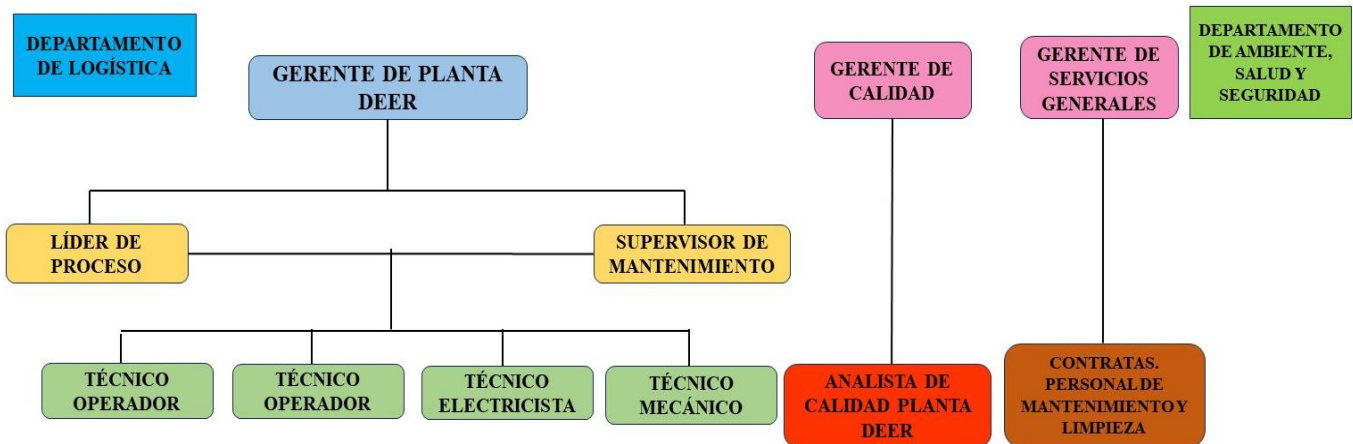 DEPARTAMENTO
DE LOGÍSTICA
GERENTE DE PLANTA
DEER
GERENTE DE
CALIDAD
GERENTE DE
SERVICIOS
GENERALES
DEPARTAMENTO
DE AMBIENTE,
SALUD Y
SEGURIDAD
LÍDER DE
PROCESO
SUPERVISOR DE
MANTENIMIENTO
TÉCNICO
OPERADOR
TÉCNICO
OPERADOR
TÉCNICO
ELECTRICISTA
TÉCNICO
MECÁNICO
ANALISTA DE
CALIDAD PLANTA
DEER
CONTRATAS.
PERSONAL DE
MANTENIMIENTO Y
LIMPIEZA